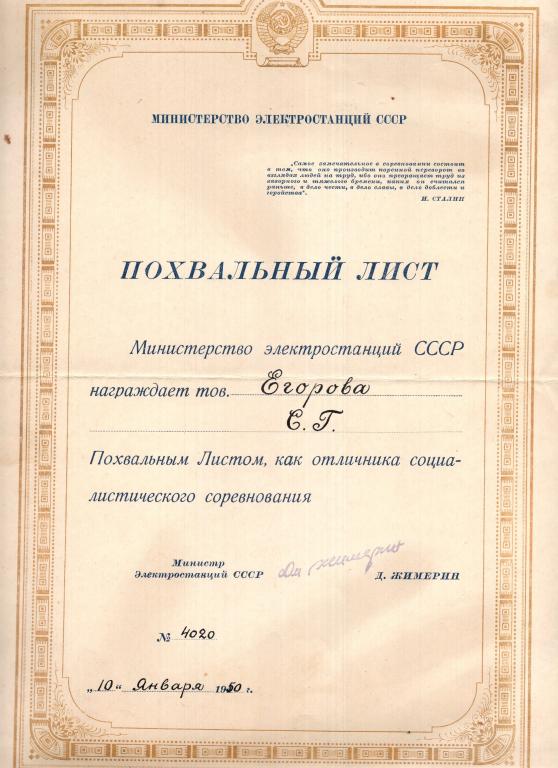 МИНИСТЕРСТВО ЭЛЕКТРОСТАНЦИЙ СССР
„Самое замечательное в соревновании состоит
в том, что оно производит коренной переворот во
взглядах людей на труд, ибо оно превращает труд из
зазорного и тяжелого бремени, каким он считался
раньше, в дело чести, в дело славы, в дело доблести и
геройства".
И. СТАЛИН
ПОХВАЛЬНЫЙ ЛИСТ
Министерство электростанций СССР
награждает тов. Егорова
С. Г.
Похвальным Листом, как отличника социа-
листического соревнования
Министр
Электростанций СССР
Д. ЖИМЕРИН
№ 4020
„10" Января 1950 г.